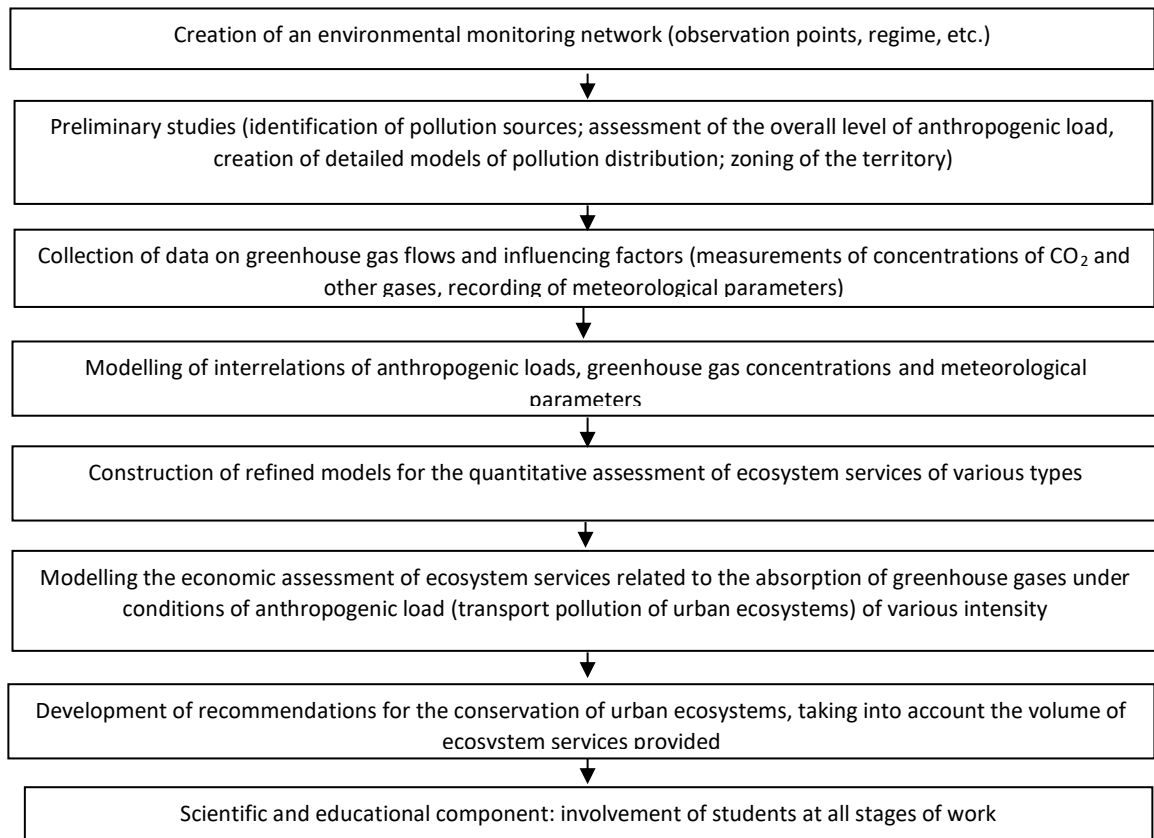 Creation of an environmental monitoring network (observation points, regime, etc.)
Preliminary studies (identification of pollution sources; assessment of the overall level of anthropogenic load,
creation of detailed models of pollution distribution; zoning of the territory)
Collection of data on greenhouse gas flows and influencing factors (measurements of concentrations of CO₂ and
other gases, recording of meteorological parameters)
Modelling of interrelations of anthropogenic loads, greenhouse gas concentrations and meteorological
parameters
Construction of refined models for the quantitative assessment of ecosystem services of various types
Modelling the economic assessment of ecosystem services related to the absorption of greenhouse gases under
conditions of anthropogenic load (transport pollution of urban ecosystems) of various intensity
Development of recommendations for the conservation of urban ecosystems, taking into account the volume of
ecosystem services provided
Scientific and educational component: involvement of students at all stages of work